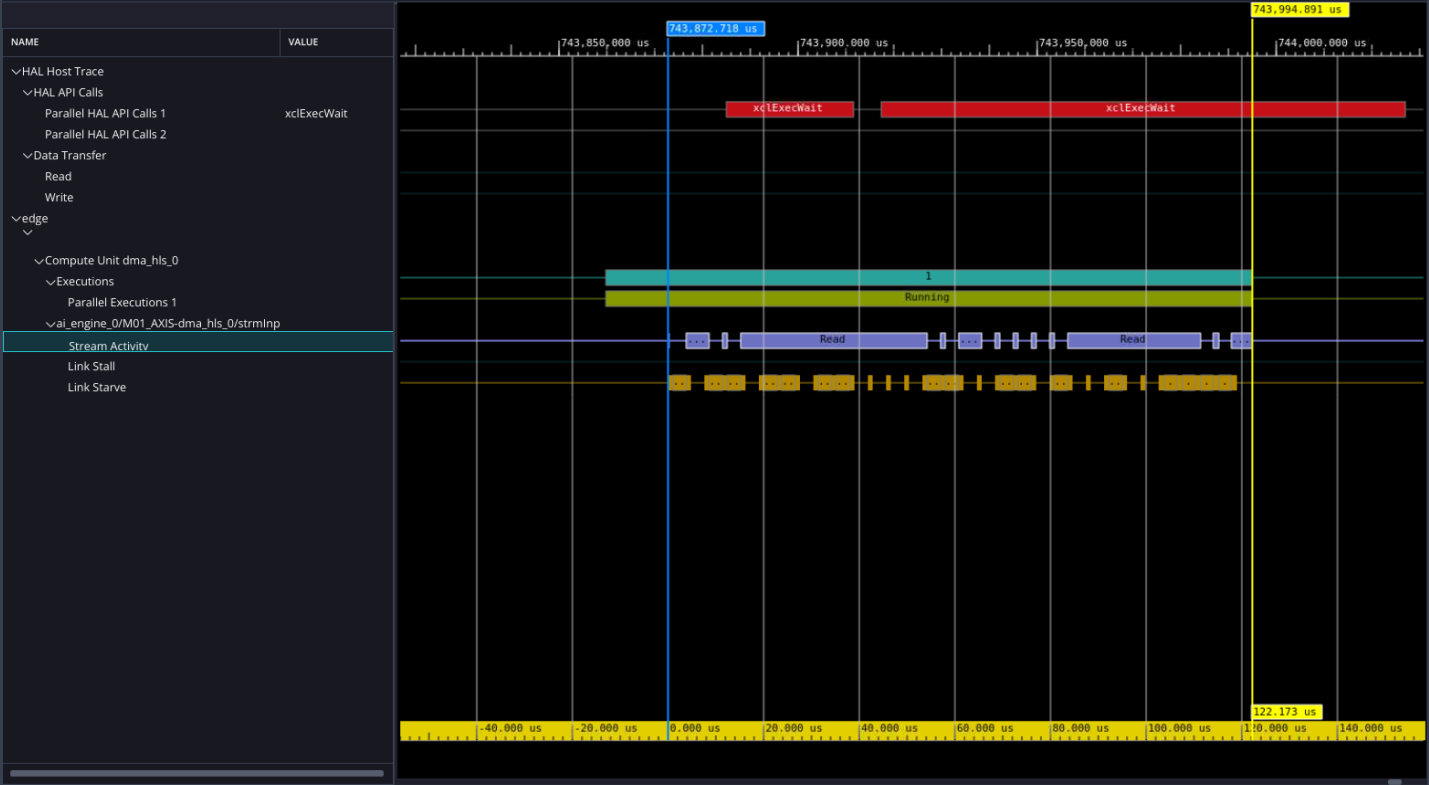 743,994.891 us
743,872.718 us
NAME VALUE
743,850.000 us 743,900.000 us 743,950.000 us 744,000.000 us
HAL Host Trace
HAL API Calls
Parallel HAL API Calls 1 xclExecWait
xclExecWait xclExecWait
Parallel HAL API Calls 2
Data Transfer
Read
Write
edge
Compute Unit dma_hls_0
1
Executions
Parallel Executions 1
Running
ai_engine_0/M01_AXIS-dma_hls_0/strmInp
Stream Activity
... Read ... Read ...
Link Stall
Link Starve
122.173 us
-40.000 us -20.000 us 0.000 us 20.000 us 40.000 us 60.000 us 80.000 us 100.000 us 120.000 us 140.000 us